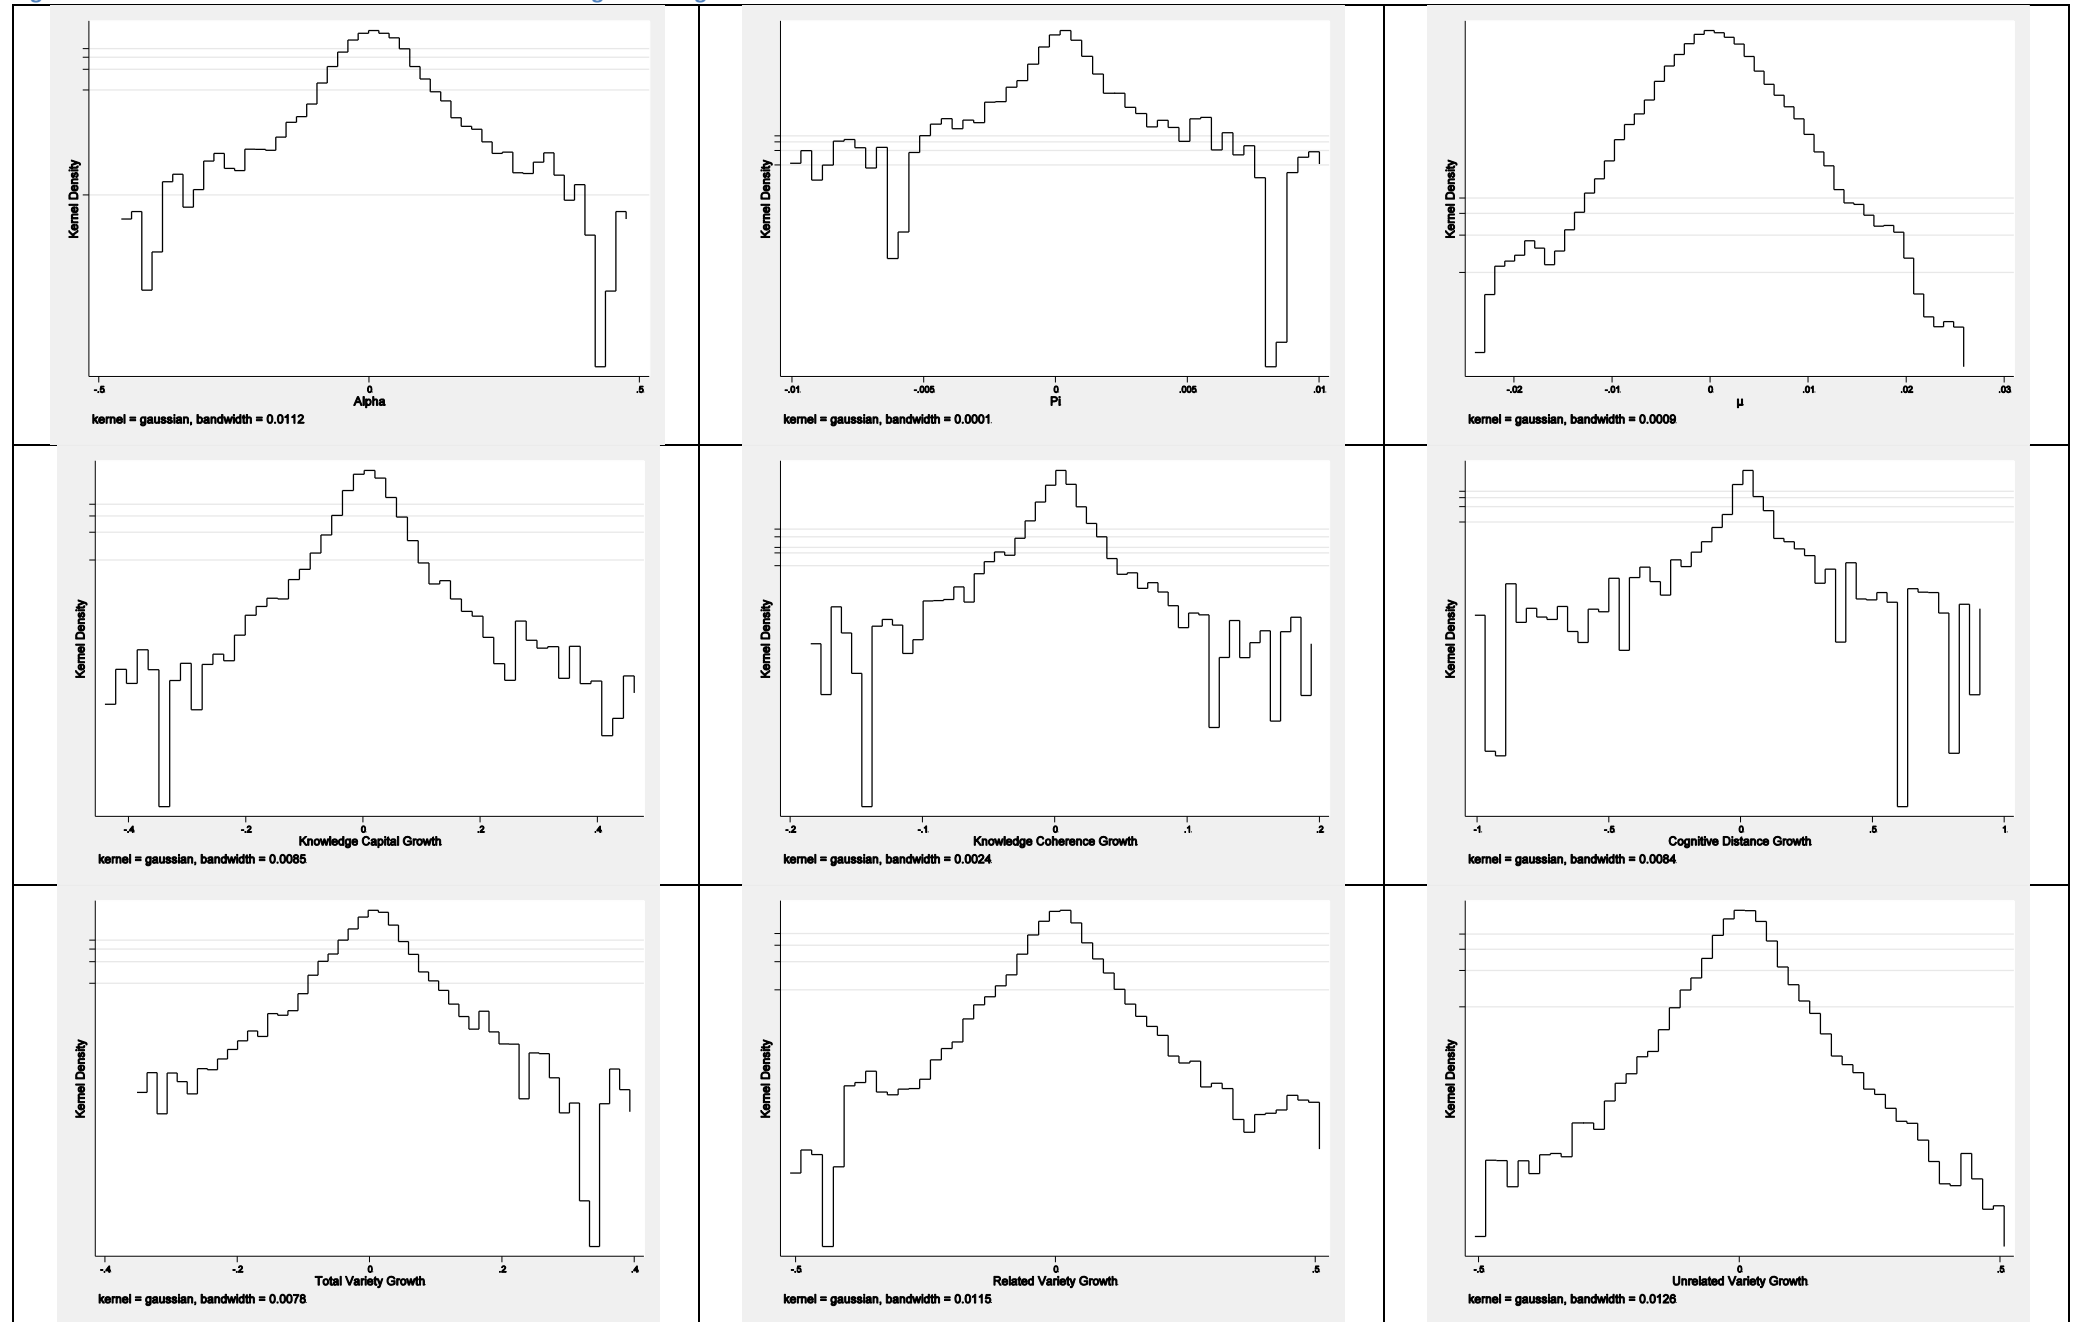 Kernel Density
-.5 0 .5
Alpha
kernel = gaussian, bandwidth = 0.0112
Kernel Density
-.01 -.005 0 .005 .01
Pi
kernel = gaussian, bandwidth = 0.0001
Kernel Density
-.02 -.01 0 .01 .02 .03
μ
kernel = gaussian, bandwidth = 0.0009
Kernel Density
-.4 -.2 0 .2 .4
Knowledge Capital Growth
kernel = gaussian, bandwidth = 0.0085
Kernel Density
-.2 -.1 0 .1 .2
Knowledge Coherence Growth
kernel = gaussian, bandwidth = 0.0024
Kernel Density
-1 -.5 0 .5 1
Cognitive Distance Growth
kernel = gaussian, bandwidth = 0.0084
Kernel Density
-.4 -.2 0 .2 .4
Total Variety Growth
kernel = gaussian, bandwidth = 0.0078
Kernel Density
-.5 0 .5
Related Variety Growth
kernel = gaussian, bandwidth = 0.0115
Kernel Density
-.5 0 .5
Unrelated Variety Growth
kernel = gaussian, bandwidth = 0.0126